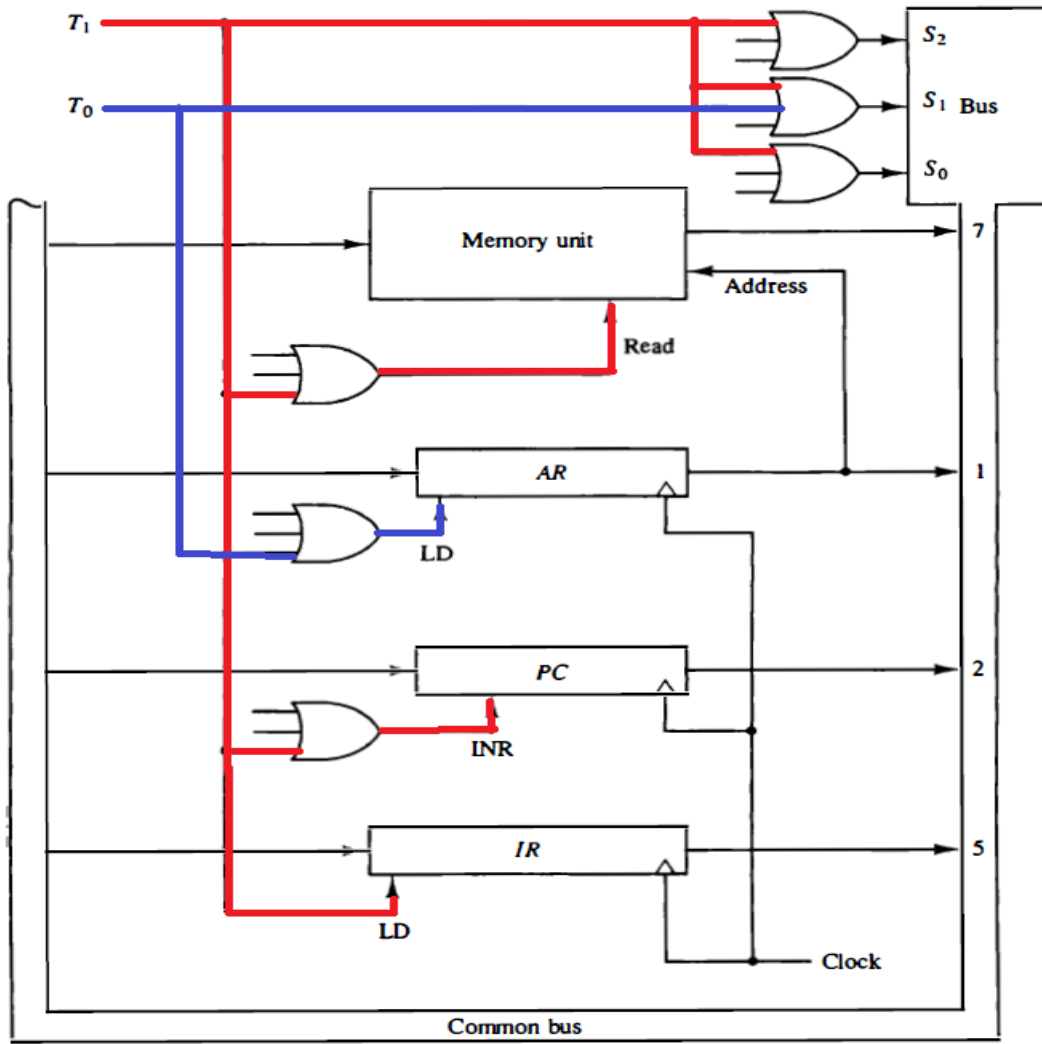 T₁
S₂
T₀
S₁ Bus
S₀
7
Memory unit
Address
Read
AR
1
LD
PC
2
INR
IR
5
LD
Clock
Common bus